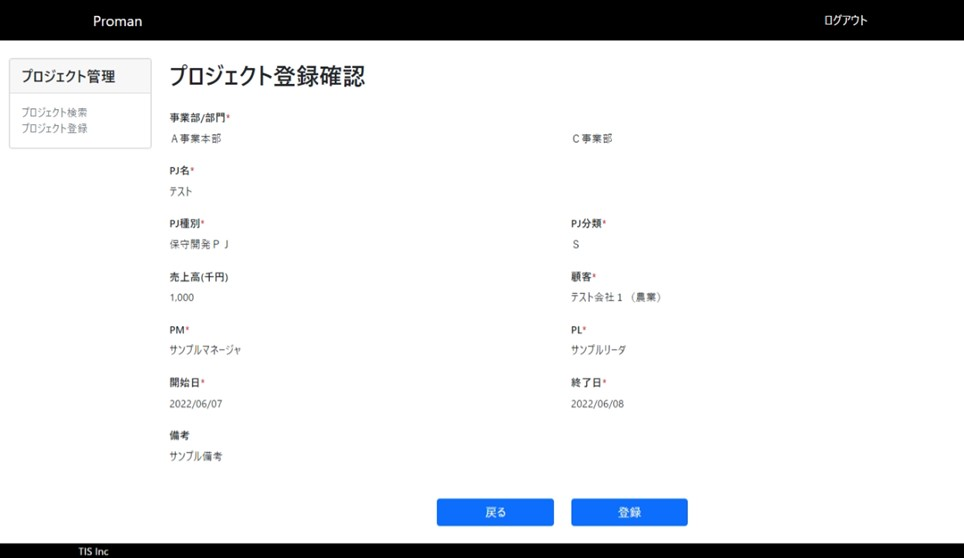 Proman
ログアウト
プロジェクト管理
プロジェクト検索
プロジェクト登録
プロジェクト登録確認
事業部/部門*
A事業本部
C事業部
PJ名*
テスト
PJ種別*
PJ分類*
保守開発ＰＪ
S
売上高(千円)
顧客*
1,000
テスト会社１（農業）
PM*
PL*
サンプルマネージャ
サンプルリーダ
開始日*
終了日*
2022/06/07
2022/06/08
備考
サンプル備考
戻る
登録
TIS Inc